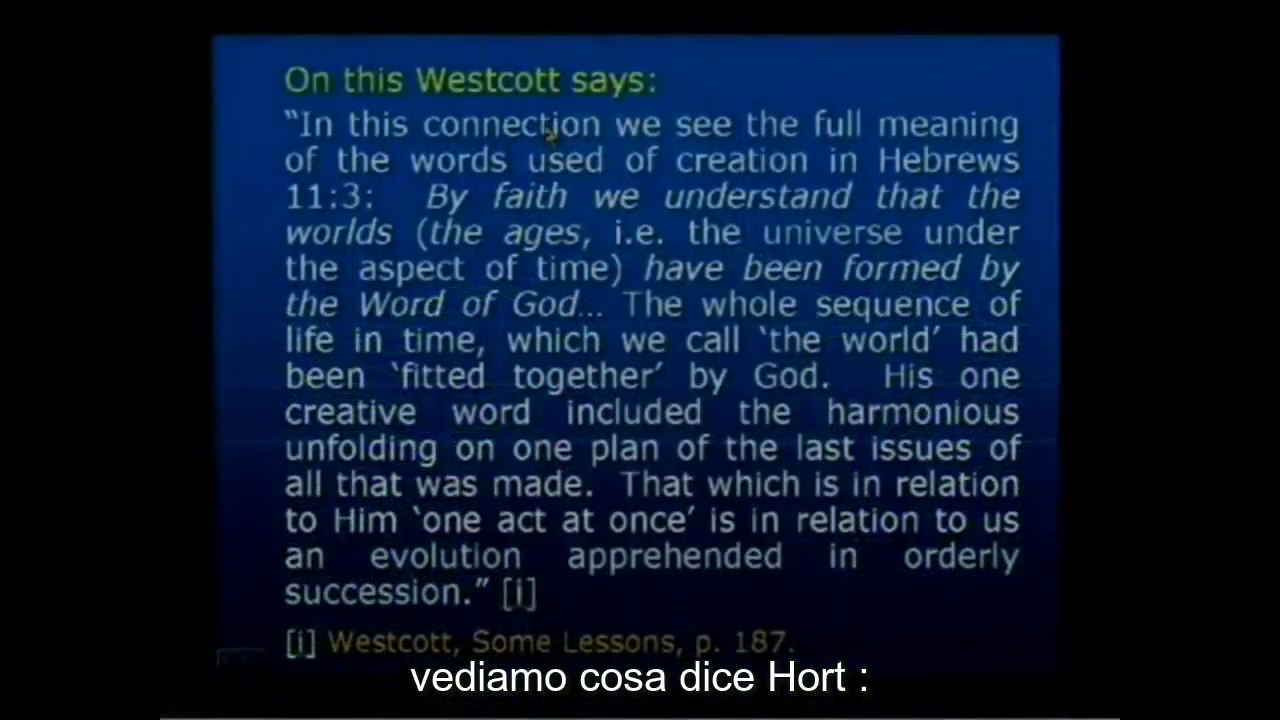 On this Westcott says:
“In this connection we see the full meaning
of the words used of creation in Hebrews
11:3: By faith we understand that the
worlds (the ages, i.e. the universe under
the aspect of time) have been formed by
the Word of God... The whole sequence of
life in time, which we call ‘the world’ had
been ‘fitted together’ by God. His one
creative word included the harmonious
unfolding on one plan of the last issues of
all that was made. That which is in relation
to Him ‘one act at once’ is in relation to us
an evolution apprehended in orderly
succession.” [i]
[i] Westcott, Some Lessons, p. 187.
vediamo cosa dice Hort :